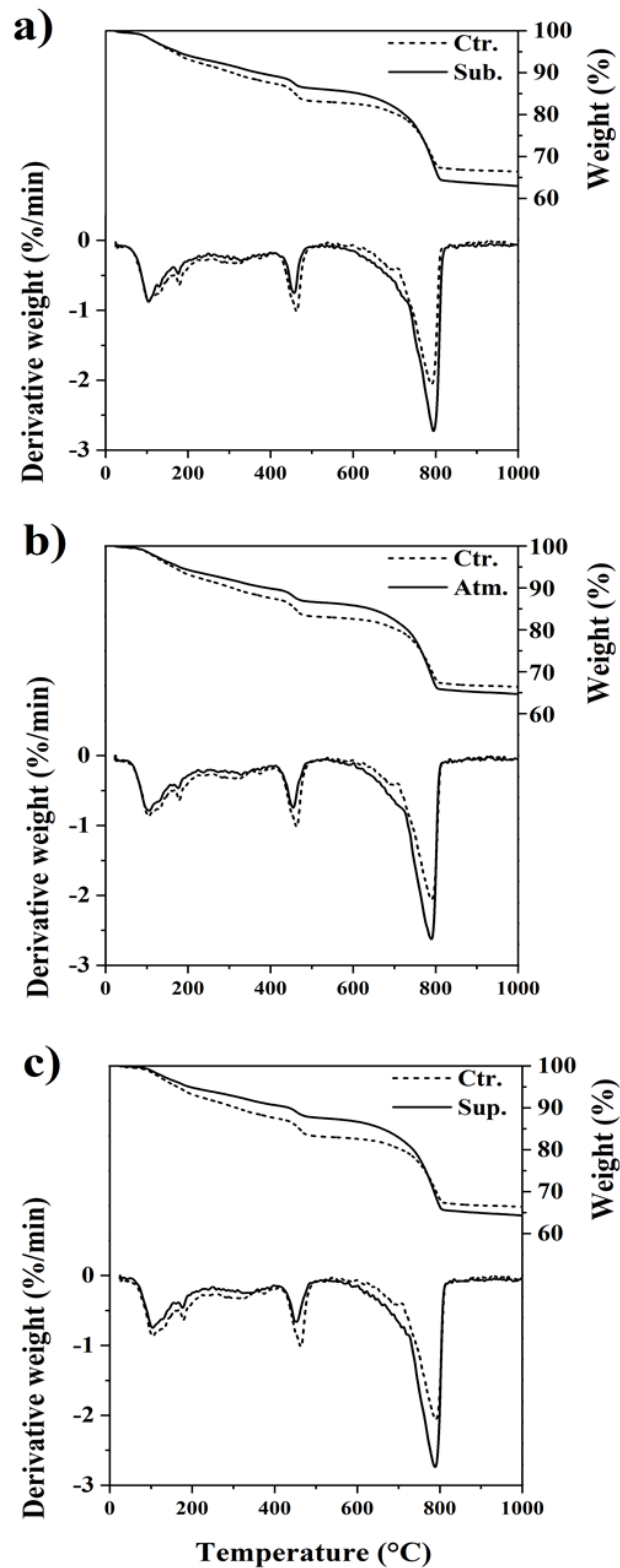 a)
Ctr.
Sub.
100
90
80
70
60
Weight (%)
0
-1
-2
-3
Derivative weight (%/min)
0 200 400 600 800 1000
b)
Ctr.
Atm.
100
90
80
70
60
Weight (%)
0
-1
-2
-3
Derivative weight (%/min)
0 200 400 600 800 1000
c)
Ctr.
Sup.
100
90
80
70
60
Weight (%)
0
-1
-2
-3
Derivative weight (%/min)
0 200 400 600 800 1000
Temperature (°C)